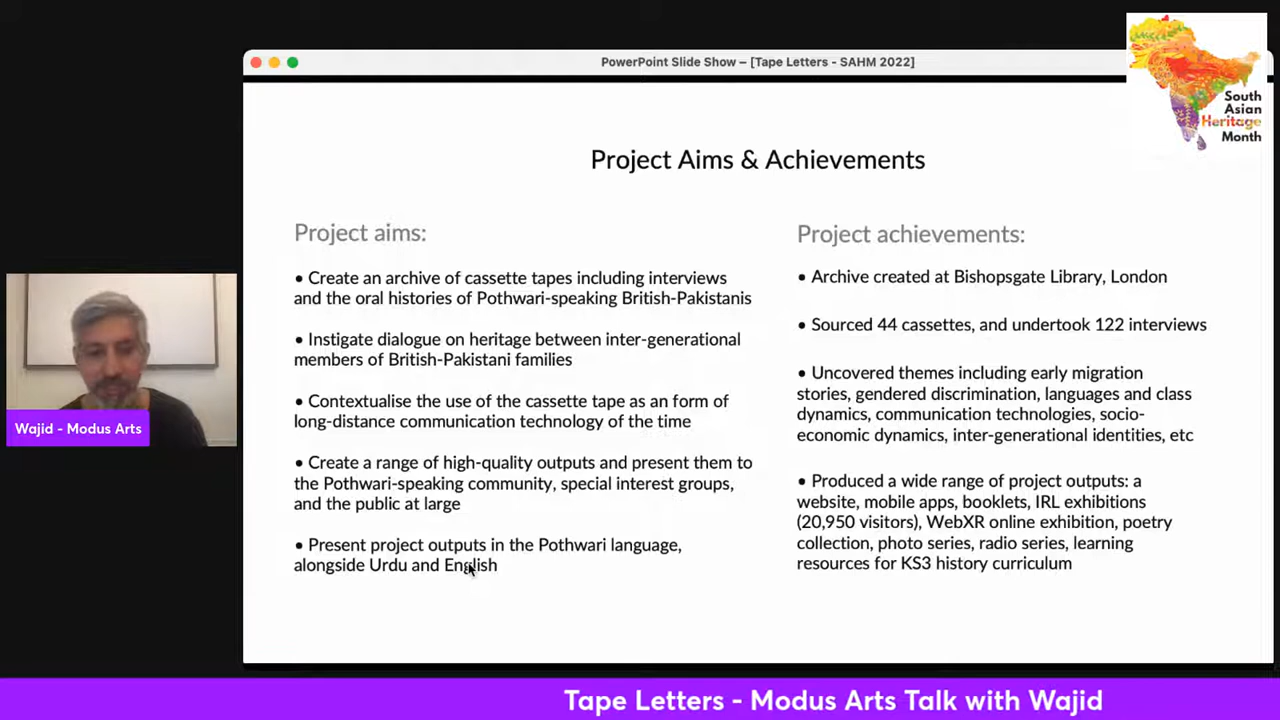 PowerPoint Slide Show – [Tape Letters - SAHM 2022]
South
Asian
Heritage
Month
Project Aims & Achievements
Project aims:
• Create an archive of cassette tapes including interviews
and the oral histories of Pothwari-speaking British-Pakistanis
• Instigate dialogue on heritage between inter-generational
members of British-Pakistani families
• Contextualise the use of the cassette tape as an form of
long-distance communication technology of the time
• Create a range of high-quality outputs and present them to
the Pothwari-speaking community, special interest groups,
and the public at large
• Present project outputs in the Pothwari language,
alongside Urdu and English
Project achievements:
• Archive created at Bishopsgate Library, London
• Sourced 44 cassettes, and undertook 122 interviews
• Uncovered themes including early migration
stories, gendered discrimination, languages and class
dynamics, communication technologies, socio-
economic dynamics, inter-generational identities, etc
• Produced a wide range of project outputs: a
website, mobile apps, booklets, IRL exhibitions
(20,950 visitors), WebXR online exhibition, poetry
collection, photo series, radio series, learning
resources for KS3 history curriculum
Wajid - Modus Arts
Tape Letters - Modus Arts Talk with Wajid